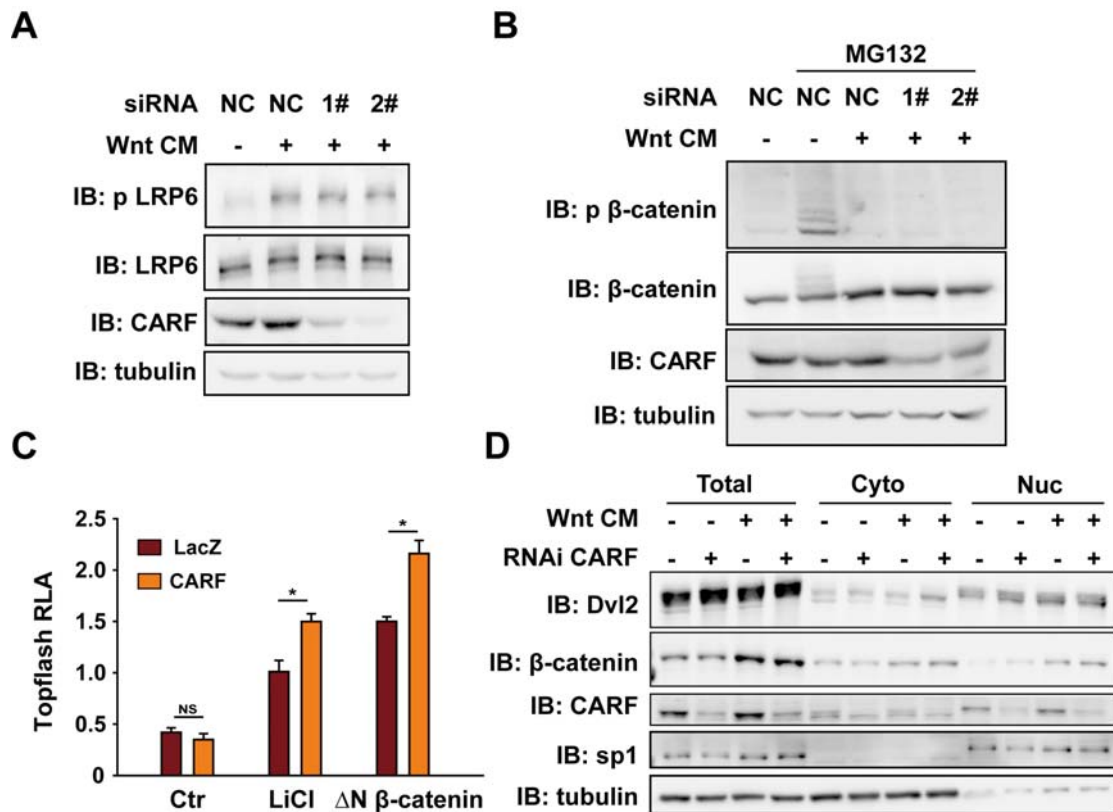 A
siRNA NC NC 1# 2#
Wnt CM - + + +
IB: p LRP6
IB: LRP6
IB: CARF
IB: tubulin
B
MG132
siRNA NC NC NC 1# 2#
Wnt CM - - + + +
IB: p β-catenin
IB: β-catenin
IB: CARF
IB: tubulin
C
Topflash RLA
2.5
2.0
1.5
1.0
0.5
0
LacZ
CARF
NS
*
*
Ctr LiCl ΔN β-catenin
D
Total Cyto Nuc
Wnt CM - - + + - - + + - - + +
RNAi CARF - + - + - + - + - + - +
IB: Dvl2
IB: β-catenin
IB: CARF
IB: sp1
IB: tubulin